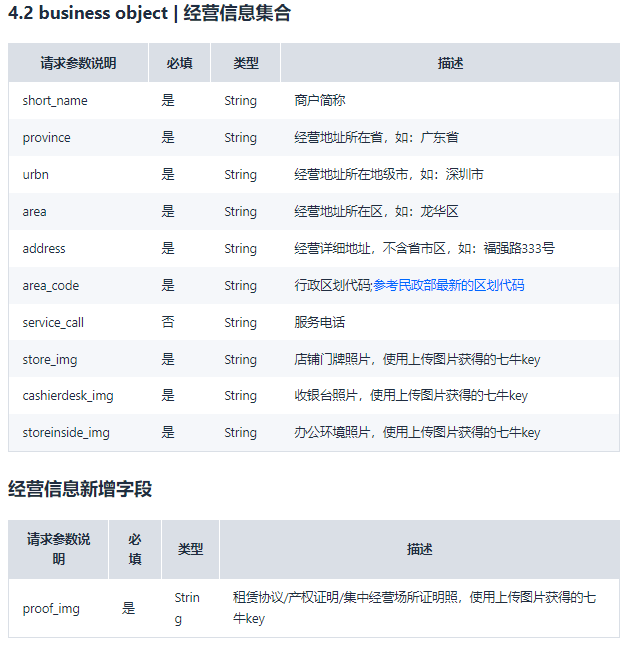 4.2 business object | 经营信息集合
请求参数说明 必填 类型 描述
short_name 是 String 商户简称
province 是 String 经营地址所在省，如：广东省
urbn 是 String 经营地址所在地级市，如：深圳市
area 是 String 经营地址所在区，如：龙华区
address 是 String 经营详细地址，不含省市区，如：福强路333号
area_code 是 String 行政区划代码;参考民政部最新的区划代码
service_call 否 String 服务电话
store_img 是 String 店铺门牌照片，使用上传图片获得的七牛key
cashierdesk_img 是 String 收银台照片，使用上传图片获得的七牛key
storeinside_img 是 String 办公环境照片，使用上传图片获得的七牛key
经营信息新增字段
请求参数说
明 必
填 类型 描述
proof_img 是 Strin
g 租赁协议/产权证明/集中经营场所证明照，使用上传图片获得的七
牛key